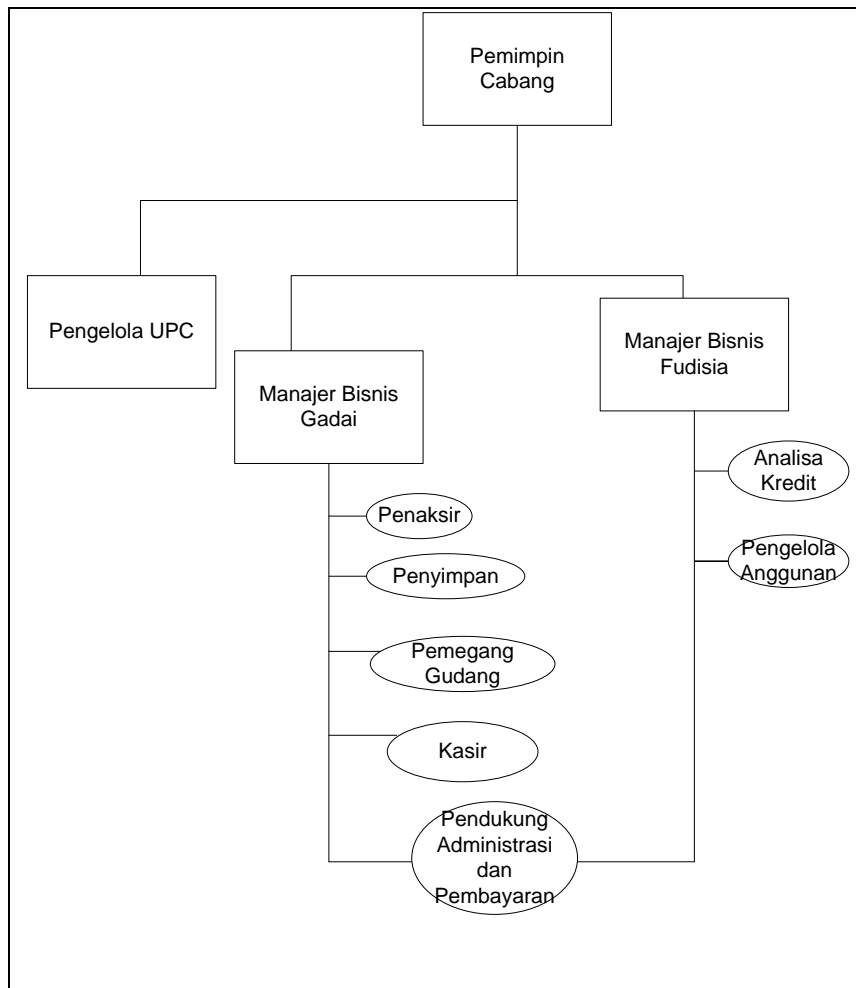 Pemimpin
Cabang
Pengelola UPC
Manajer Bisnis
Gadai
Manajer Bisnis
Fudisia
Analisa
Kredit
Penaksir
Pengelola
Anggunan
Penyimpan
Pemegang
Gudang
Kasir
Pendukung
Administrasi
dan
Pembayaran